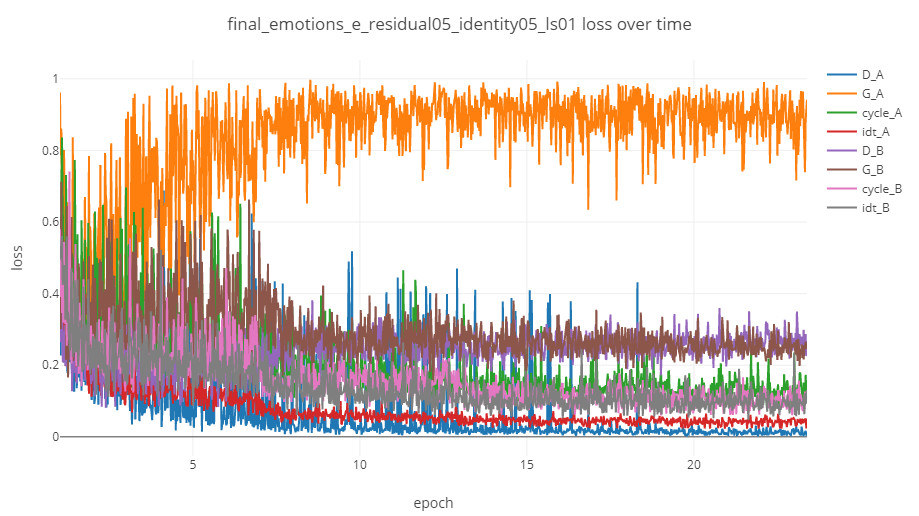 final_emotions_e_residual05_identity05_ls01 loss over time
1
0.8
0.6
0.4
0.2
0
loss
5
10
15
20
epoch
D_A
G_A
cycle_A
idt_A
D_B
G_B
cycle_B
idt_B